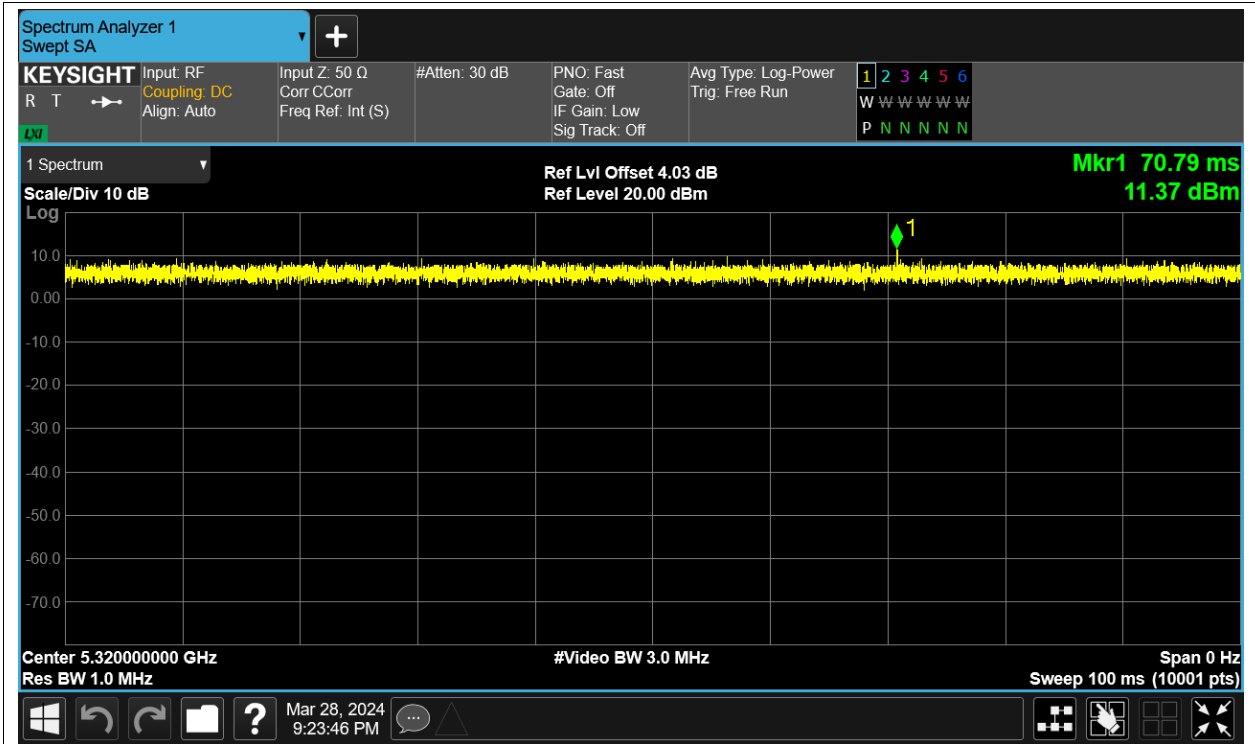 Spectrum Analyzer 1
Swept SA
KEYSIGHT
R T
LXI
Input: RF
Coupling: DC
Align: Auto
Input Z: 50 Ω
Corr CCorr
Freq Ref: Int (S)
#Atten: 30 dB
PNO: Fast
Gate: Off
IF Gain: Low
Sig Track: Off
Avg Type: Log-Power
Trig: Free Run
1 2 3 4 5 6
W W W W W W
P N N N N N
1 Spectrum
Scale/Div 10 dB
Log
Ref Lvl Offset 4.03 dB
Ref Level 20.00 dBm
Mkr1 70.79 ms
11.37 dBm
1
10.0
0.00
-10.0
-20.0
-30.0
-40.0
-50.0
-60.0
-70.0
Center 5.320000000 GHz
Res BW 1.0 MHz
#Video BW 3.0 MHz
Span 0 Hz
Sweep 100 ms (10001 pts)
?
Mar 28, 2024
9:23:46 PM